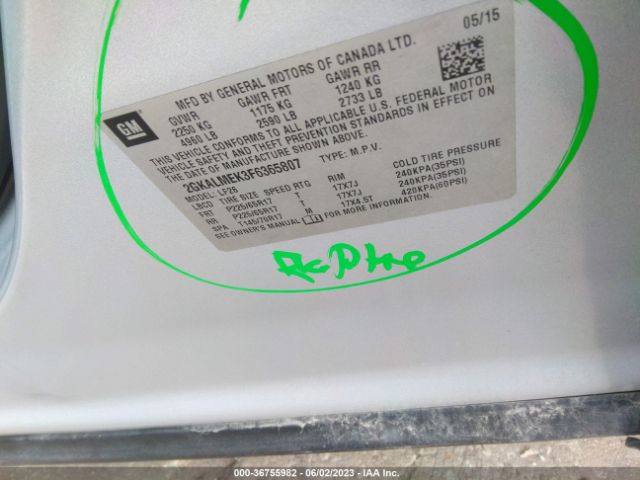 05/15
MFD BY GENERAL MOTORS OF CANADA LTD.
GM
GVWR GAWR FRT GAWR RR
2250 KG 1175 KG 1240 KG
4960 LB 2590 LB 2733 LB
THIS VEHICLE CONFORMS TO ALL APPLICABLE U.S. FEDERAL MOTOR
VEHICLE SAFETY AND THEFT PREVENTION STANDARDS IN EFFECT ON
THE DATE OF MANUFACTURE SHOWN ABOVE.
2GKALMEK3F6365807 TYPE: M.P.V.
MODEL: LF26
LBCD TIRE SIZE SPEED RTG RIM COLD TIRE PRESSURE
FRT P225/65R17 T 17X7J 240KPA(35PSI)
RR P225/65R17 T 17X7J 240KPA(35PSI)
SPA T145/70R17 M 17X4.5T 420KPA(60PSI)
SEE OWNER'S MANUAL FOR MORE INFORMATION.
000-36755982 - 06/02/2023 - IAA Inc.